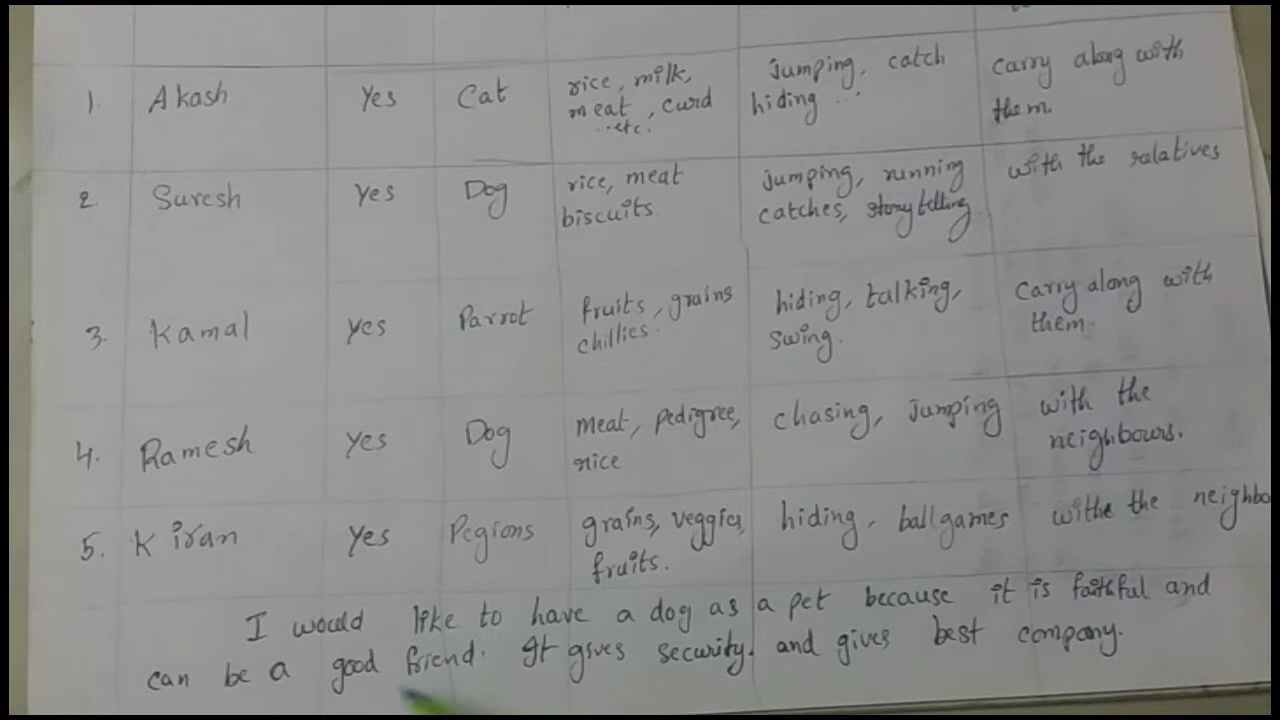 1. Akash Yes Cat rice, milk, meat, curd ..etc. Jumping, catch hiding ... carry along with them.
2. Suresh Yes Dog rice, meat biscuits. jumping, running catches, story telling. with the relatives
3. Kamal Yes Parrot fruits, grains chillies. hiding, talking, swing. carry along with them.
4. Ramesh Yes Dog meat, pedigree, rice chasing, jumping with the neighbours.
5. Kiran Yes Pegions grains, veggies, fruits. hiding, ball games withe the neighbo
I would like to have a dog as a pet because it is faithful and
can be a good friend. It gives security. and gives best company.